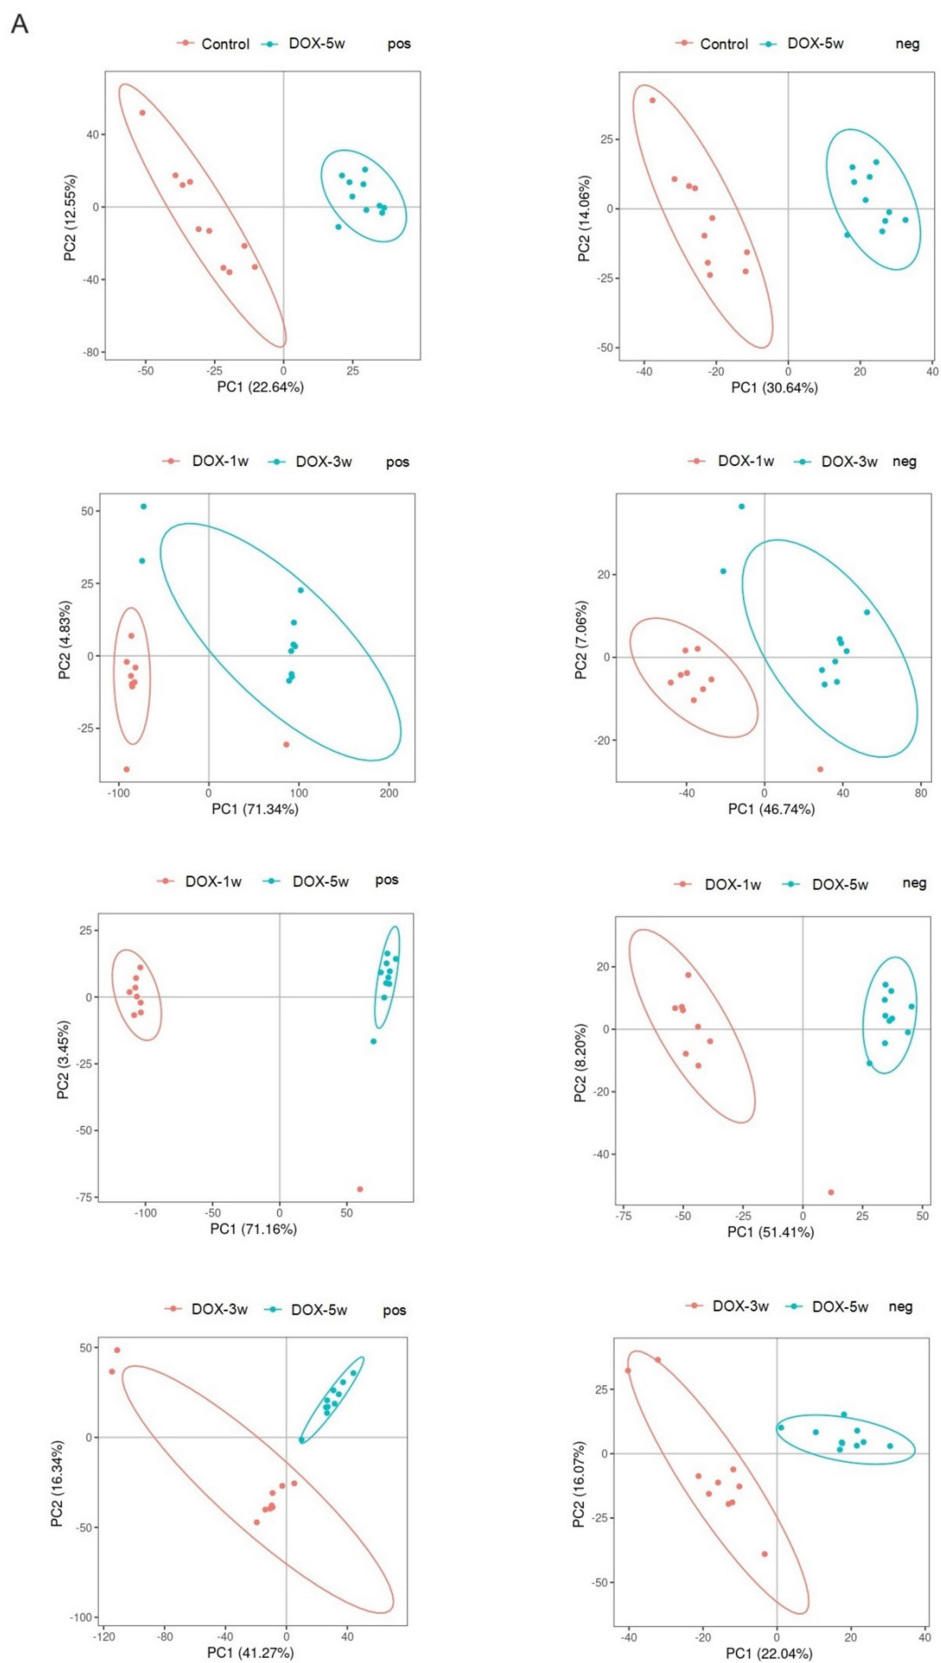 A
Control DOX-5w pos
40
0
-40
-80
PC2 (12.55%)
-50 -25 0 25
PC1 (22.64%)
Control DOX-5w neg
25
0
-25
-50
PC2 (14.06%)
-40 -20 0 20 40
PC1 (30.64%)
DOX-1w DOX-3w pos
50
25
0
-25
PC2 (4.83%)
-100 0 100 200
PC1 (71.34%)
DOX-1w DOX-3w neg
20
0
-20
PC2 (7.06%)
-40 0 40 80
PC1 (46.74%)
DOX-1w DOX-5w pos
25
0
-25
-50
-75
PC2 (3.45%)
-100 -50 0 50
PC1 (71.16%)
DOX-1w DOX-5w neg
20
0
-20
-40
PC2 (8.20%)
-75 -50 -25 0 25 50
PC1 (51.41%)
DOX-3w DOX-5w pos
50
0
-50
-100
PC2 (16.34%)
-120 -80 -40 0 40
PC1 (41.27%)
DOX-3w DOX-5w neg
25
0
-25
-50
PC2 (16.07%)
-40 -20 0 20 40
PC1 (22.04%)